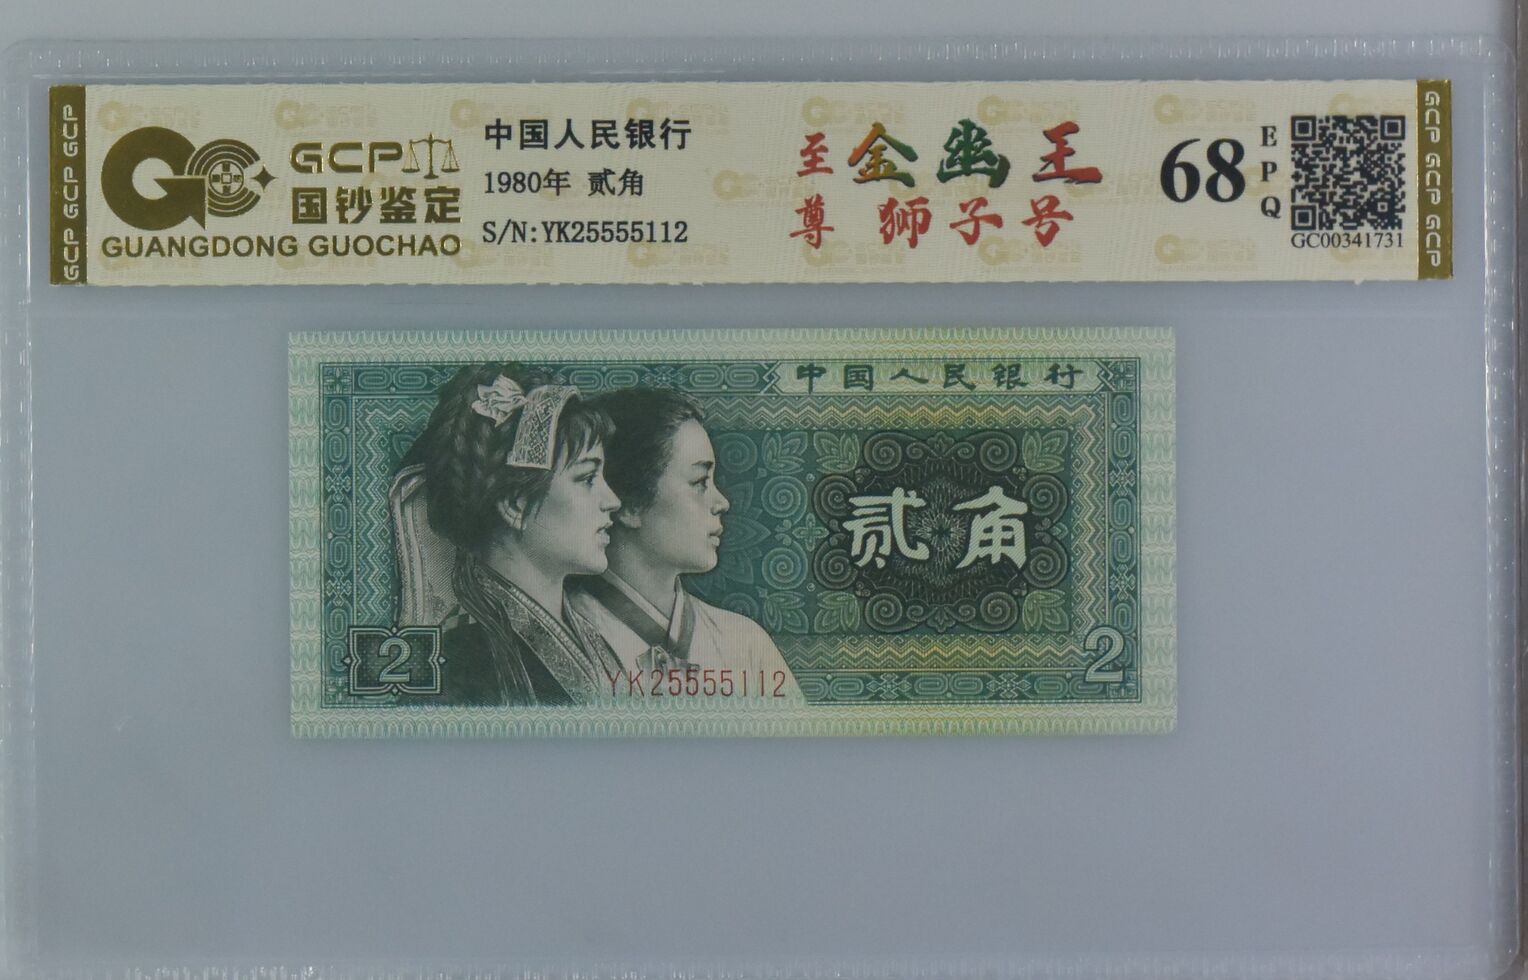 GCP GCP GCP
GCP
国钞鉴定
GUANGDONG GUOCHAO
中国人民银行
1980年 贰角
S/N:YK25555112
至尊
金幽王
狮子号
68
EPQ
GC00341731
GCP GCP GCP
中国人民银行
贰角
2
2
YK25555112